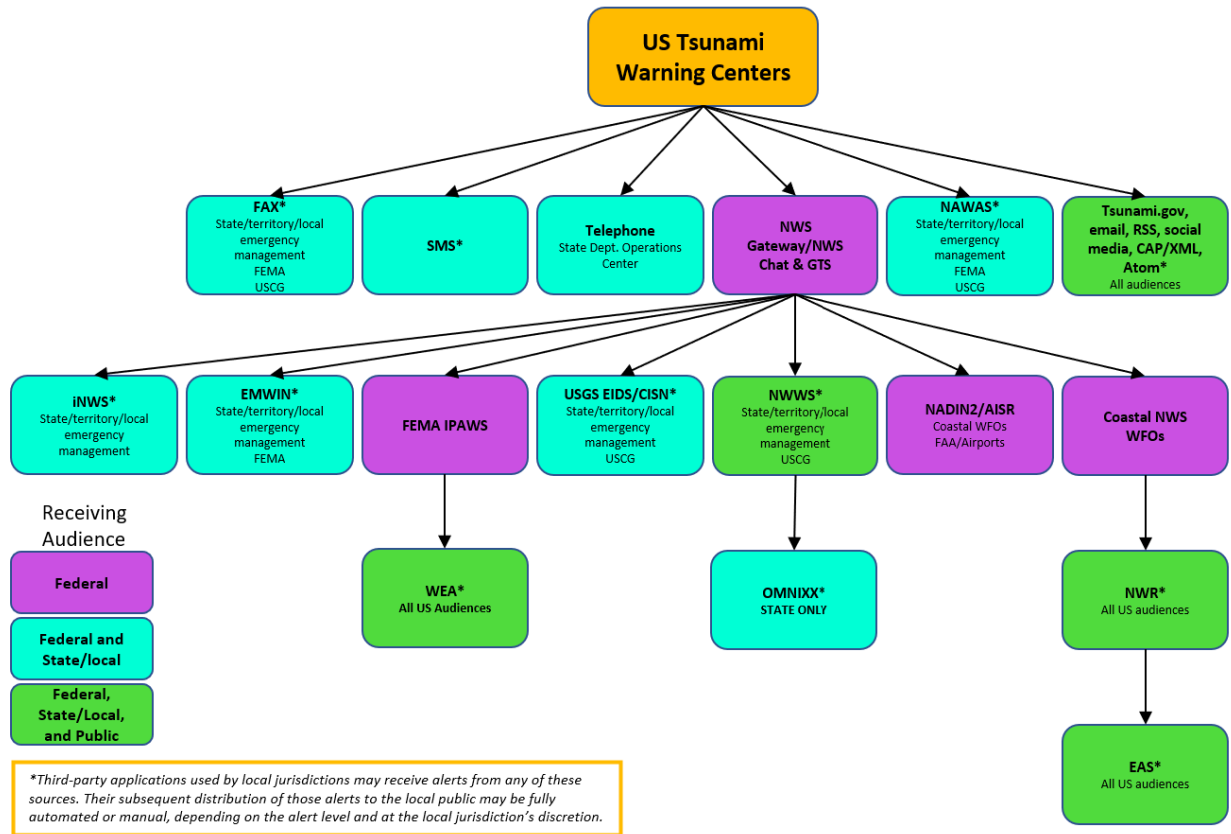 US Tsunami
Warning Centers
FAX*
State/territory/local
emergency
management
FEMA
USCG
SMS*
Telephone
State Dept. Operations
Center
NWS
Gateway/NWS
Chat & GTS
NAWAS*
State/territory/local
emergency
management
FEMA
USCG
Tsunami.gov,
email, RSS, social
media, CAP/XML,
Atom*
All audiences
iNWS*
State/territory/local
emergency
management
EMWIN*
State/territory/local
emergency
management
FEMA
FEMA IPAWS
USGS EIDS/CISN*
State/territory/local
emergency
management
USCG
NWWS*
State/territory/local
emergency
management
USCG
NADIN2/AISR
Coastal WFOs
FAA/Airports
Coastal NWS
WFOs
Receiving
Audience
Federal
Federal and
State/local
Federal,
State/Local,
and Public
WEA*
All US Audiences
OMNIXX*
STATE ONLY
NWR*
All US audiences
EAS*
All US audiences
*Third-party applications used by local jurisdictions may receive alerts from any of these
sources. Their subsequent distribution of those alerts to the local public may be fully
automated or manual, depending on the alert level and at the local jurisdiction's discretion.